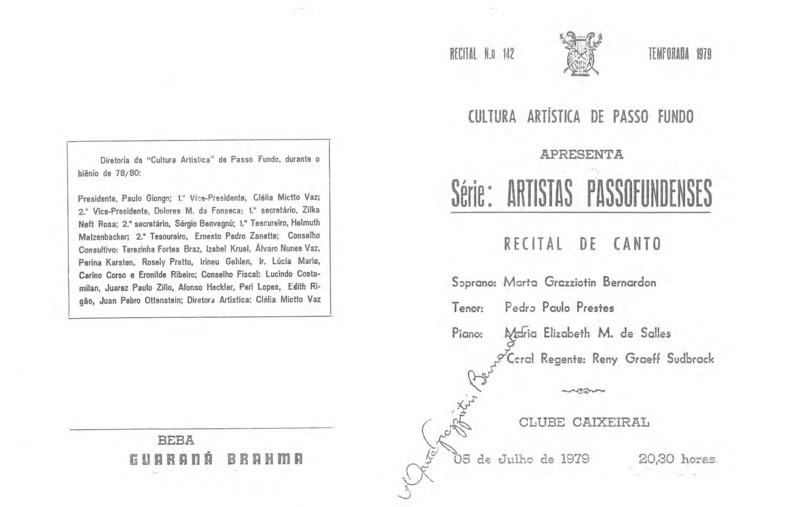 Diretoria da "Cultura Artística" de Passo Fundo, durante o
biênio de 78/80:
Presidente, Paulo Giongo; 1.º Vice-Presidente, Clélia Miotto Vaz;
2.º Vice-Presidente, Dolores M. da Fonseca; 1.º secretário, Zilka
Neft Rosa; 2.º secretário, Sérgio Benvegnú; 1.º Tesoureiro, Helmuth
Matzenbacker; 2.º Tesoureiro, Ernesto Pedro Zanette; Conselho
Consultivo: Terezinha Fortes Braz, Izabel Kruel, Álvaro Nunes Vaz,
Perina Karsten, Rosely Pretto, Irineu Gehlen, Ir. Lúcia Maria,
Carino Corso e Eronilde Ribeiro; Conselho Fiscal: Lucindo Costa-
milan, Juarez Paulo Zilio, Afonso Heckler, Peri Lopes, Edith Ri-
gão, Juan Pebro Ottenstein; Diretora Artística: Clélia Miotto Vaz
BEBA
GUARANÁ BRAHMA
RECITAL N.o 142
TEMPORADA 1979
CULTURA ARTÍSTICA DE PASSO FUNDO
APRESENTA
Série: ARTISTAS PASSOFUNDENSES
RECITAL DE CANTO
Soprano: Marta Grazziotin Bernardon
Tenor: Pedro Paulo Prestes
Piano: Maria Elizabeth M. de Salles
Coral Regente: Reny Graeff Sudbrack
Marta Grazziotin Bernardon
CLUBE CAIXEIRAL
05 de Julho de 1979 20,30 horas